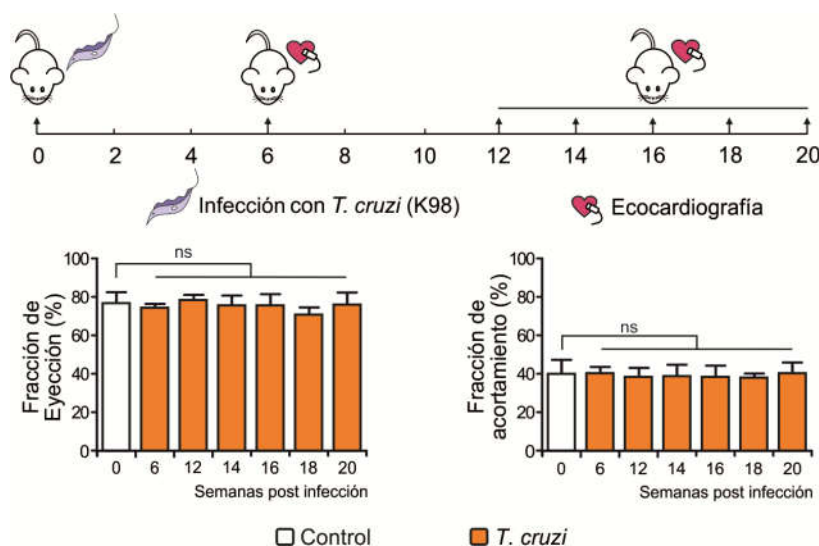 0 2 4 6 8 10 12 14 16 18 20
Infección con T. cruzi (K98)
Ecocardiografía
Fracción de
Eyección (%)
100
80
60
40
20
0
ns
0 6 12 14 16 18 20
Semanas post infección
Fracción de
acortamiento (%)
100
80
60
40
20
0
ns
0 6 12 14 16 18 20
Semanas post infección
Control
T. cruzi